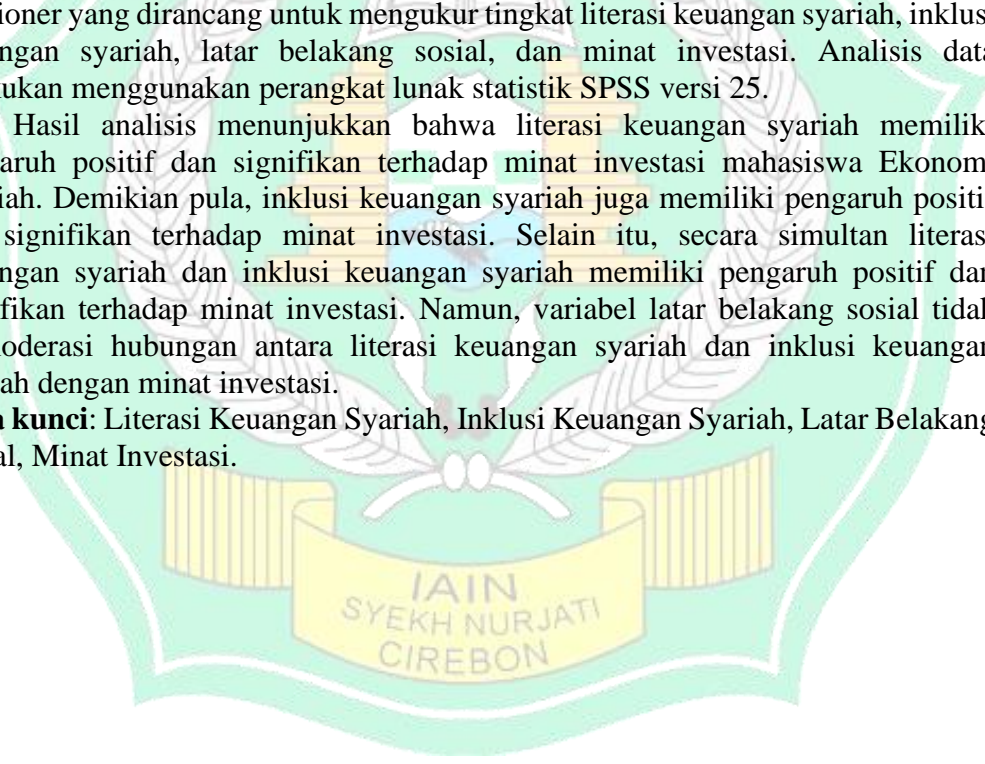 sioner yang dirancang untuk mengukur tingkat literasi keuangan syariah, inklus
ngan syariah, latar belakang sosial, dan minat investasi. Analisis data
kukan menggunakan perangkat lunak statistik SPSS versi 25.
Hasil analisis menunjukkan bahwa literasi keuangan syariah memilik
aruh positif dan signifikan terhadap minat investasi mahasiswa Ekonom
iah. Demikian pula, inklusi keuangan syariah juga memiliki pengaruh positi
signifikan terhadap minat investasi. Selain itu, secara simultan literas
ngan syariah dan inklusi keuangan syariah memiliki pengaruh positif dan
fikan terhadap minat investasi. Namun, variabel latar belakang sosial tidak
oderasi hubungan antara literasi keuangan syariah dan inklusi keuangan
ah dengan minat investasi.
a kunci: Literasi Keuangan Syariah, Inklusi Keuangan Syariah, Latar Belakang
al, Minat Investasi.
IAIN
SYEKH NURJATI
CIREBON